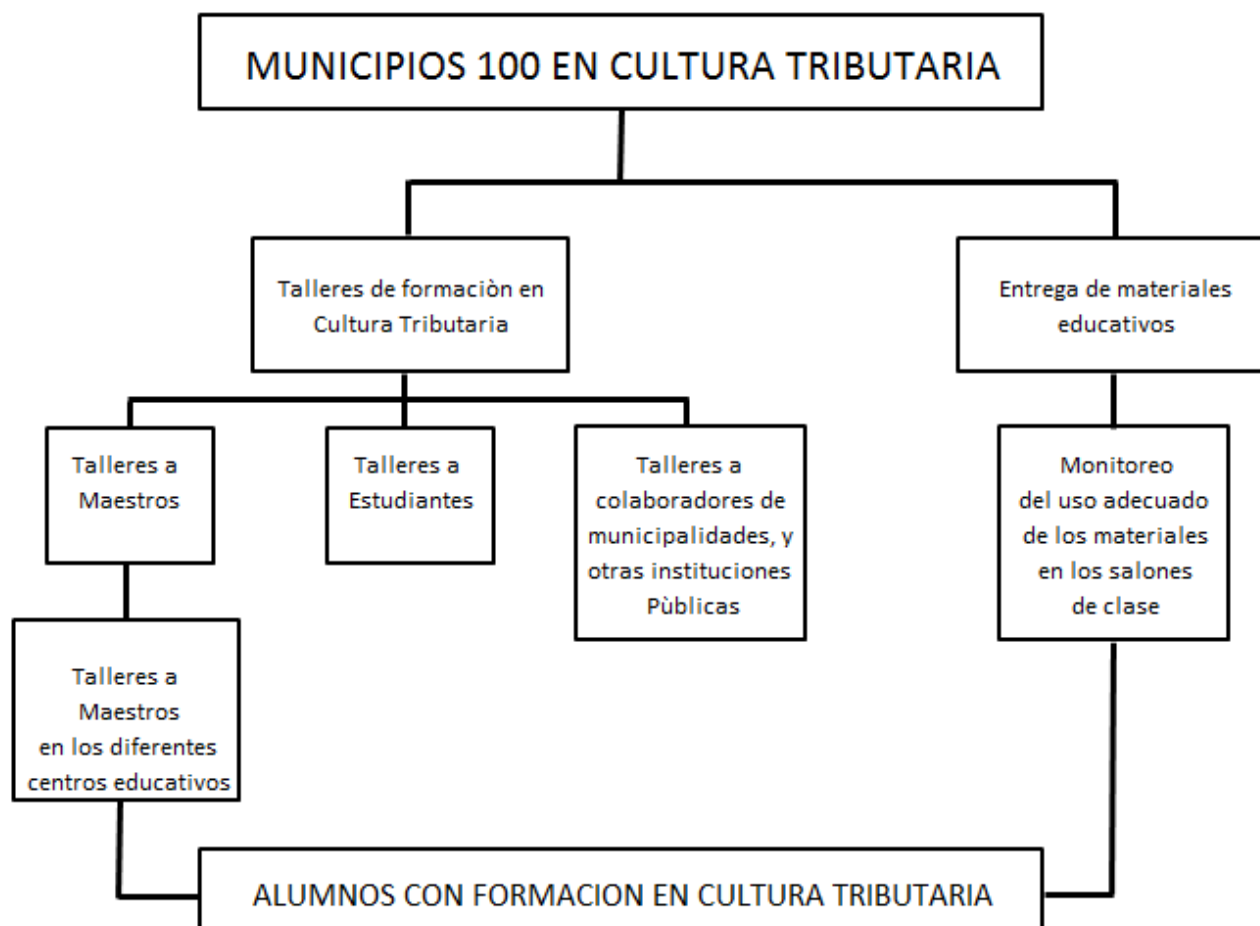 MUNICIPIOS 100 EN CULTURA TRIBUTARIA
Talleres de formaciòn en
Cultura Tributaria
Entrega de materiales
educativos
Talleres a
Maestros
Talleres a
Estudiantes
Talleres a
colaboradores de
municipalidades, y
otras instituciones
Pùblicas
Monitoreo
del uso adecuado
de los materiales
en los salones
de clase
Talleres a
Maestros
en los diferentes
centros educativos
ALUMNOS CON FORMACION EN CULTURA TRIBUTARIA